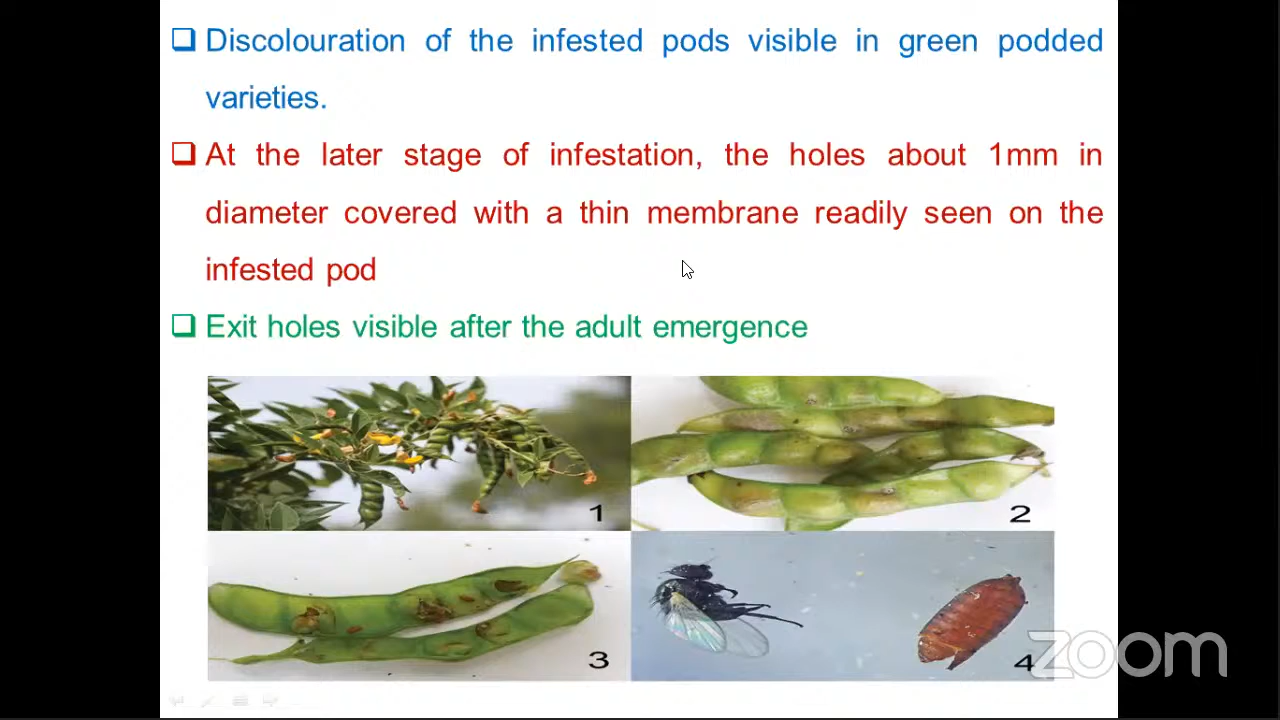 Discolouration of the infested pods visible in green podded
varieties.
At the later stage of infestation, the holes about 1mm in
diameter covered with a thin membrane readily seen on the
infested pod
Exit holes visible after the adult emergence
1
2
3
4
zoom